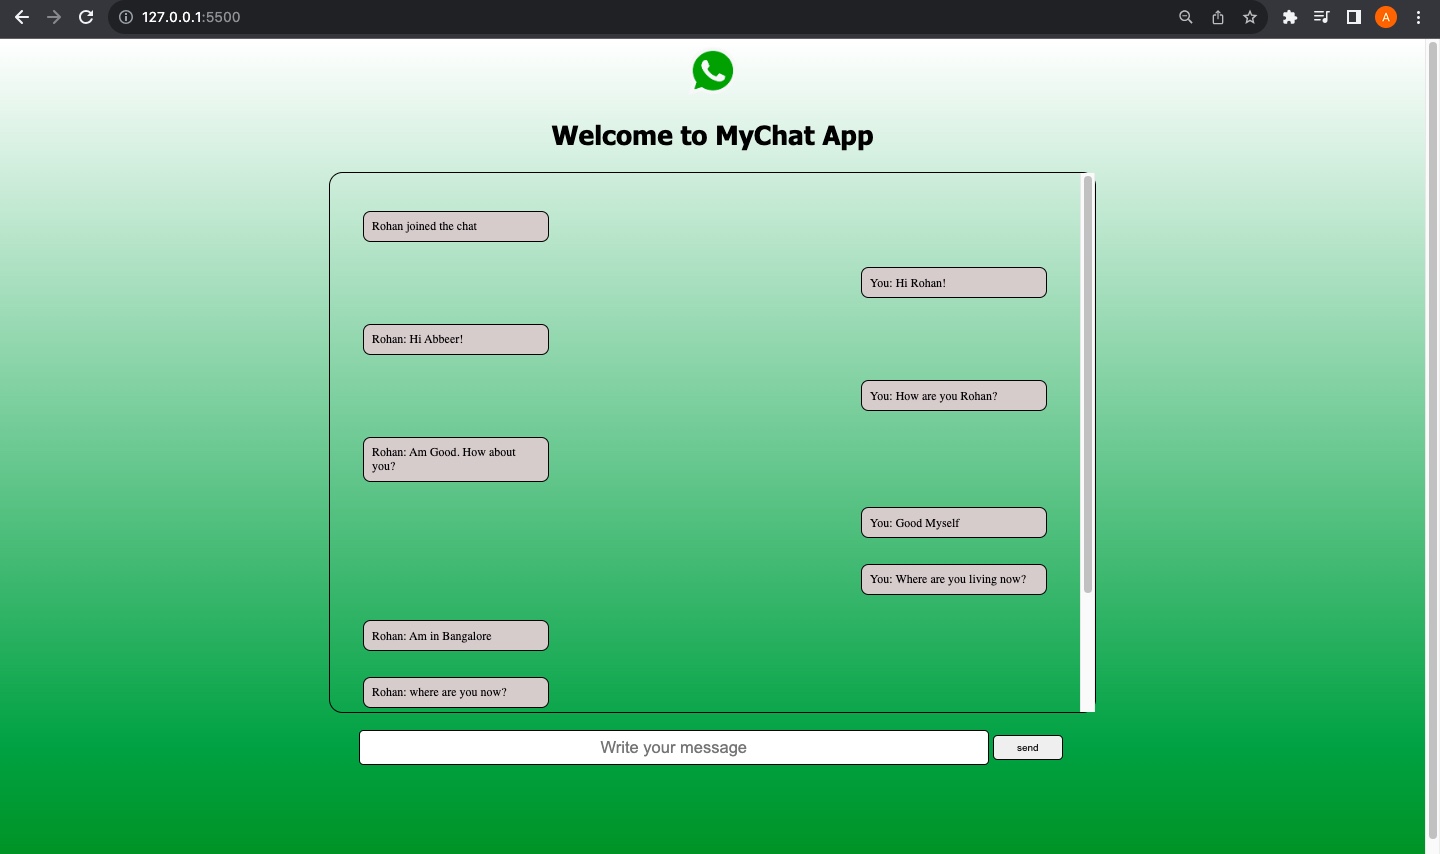 127.0.0.1:5500
A
Welcome to MyChat App
Rohan joined the chat
You: Hi Rohan!
Rohan: Hi Abbeer!
You: How are you Rohan?
Rohan: Am Good. How about
you?
You: Good Myself
You: Where are you living now?
Rohan: Am in Bangalore
Rohan: where are you now?
Write your message
send